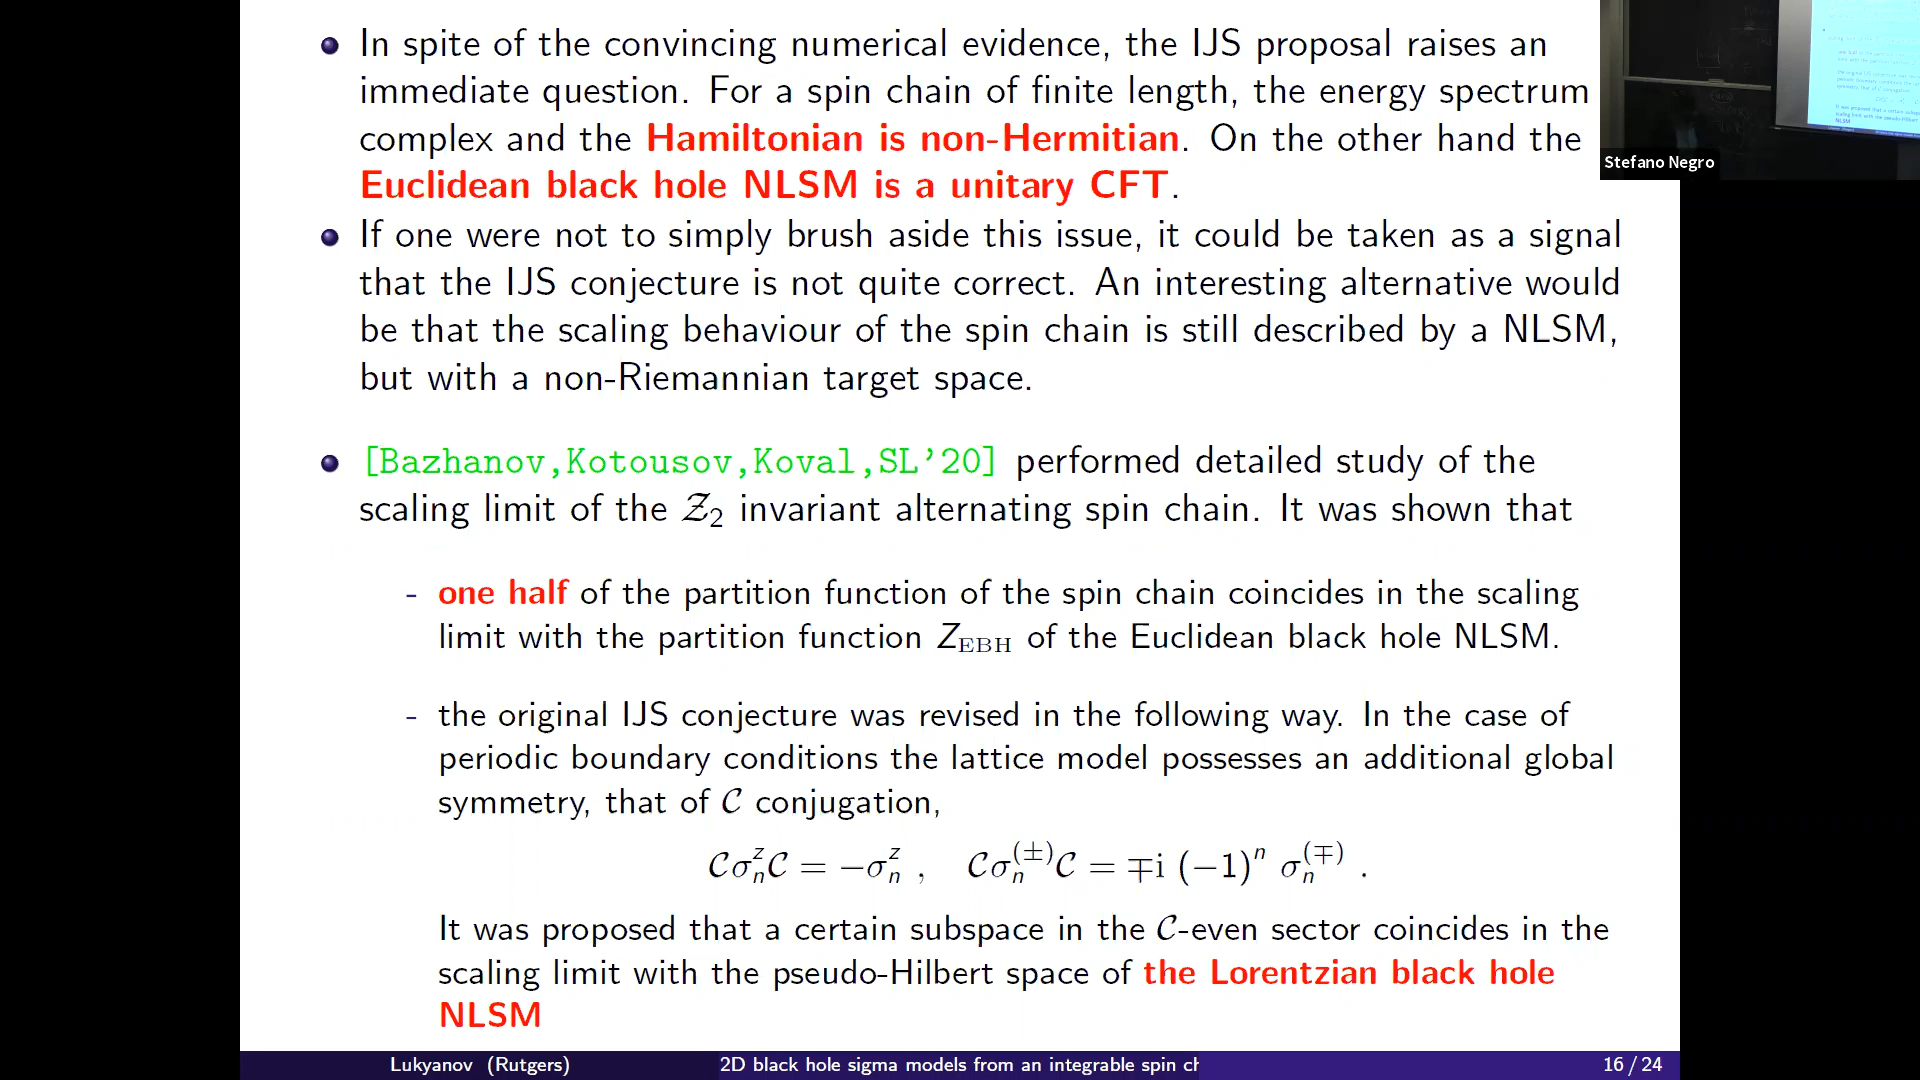 In spite of the convincing numerical evidence, the IJS proposal raises an
immediate question. For a spin chain of finite length, the energy spectrum
complex and the Hamiltonian is non-Hermitian. On the other hand the
Euclidean black hole NLSM is a unitary CFT.
If one were not to simply brush aside this issue, it could be taken as a signal
that the IJS conjecture is not quite correct. An interesting alternative would
be that the scaling behaviour of the spin chain is still described by a NLSM,
but with a non-Riemannian target space.
[Bazhanov,Kotousov,Koval,SL'20] performed detailed study of the
scaling limit of the 𝒵₂ invariant alternating spin chain. It was shown that
- one half of the partition function of the spin chain coincides in the scaling
limit with the partition function Z_EBH of the Euclidean black hole NLSM.
- the original IJS conjecture was revised in the following way. In the case of
periodic boundary conditions the lattice model possesses an additional global
symmetry, that of 𝒞 conjugation,
𝒞σ_n^z𝒞 = −σ_n^z , 𝒞σ_n^(±)𝒞 = ∓i (−1)^n σ_n^(∓) .
It was proposed that a certain subspace in the 𝒞-even sector coincides in the
scaling limit with the pseudo-Hilbert space of the Lorentzian black hole
NLSM
Lukyanov (Rutgers) 2D black hole sigma models from an integrable spin ch 16 / 24
Stefano Negro